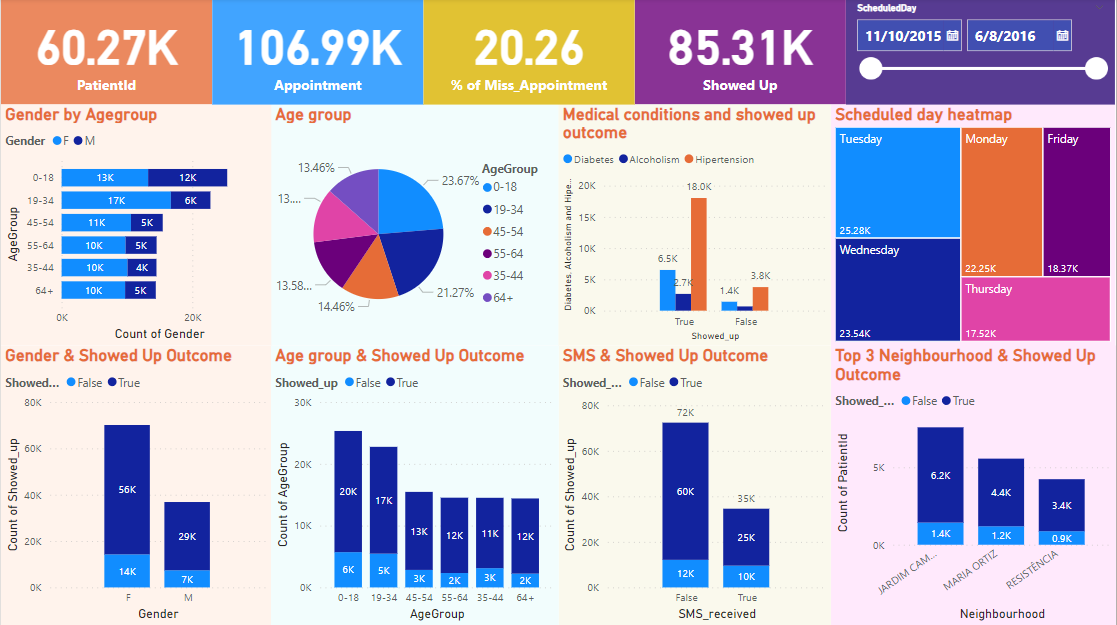 60.27K
PatientId
106.99K
Appointment
20.26
% of Miss_Appointment
85.31K
Showed Up
ScheduledDay
11/10/2015
6/8/2016
Gender by Agegroup
Gender F M
0-18
19-34
45-54
55-64
35-44
64+
13K 12K
17K 6K
11K 5K
10K 5K
10K 4K
10K 5K
0K 20K
AgeGroup
Count of Gender
Age group
13.46%
23.67%
13....
13.58...
14.46%
21.27%
AgeGroup
0-18
19-34
45-54
55-64
35-44
64+
Medical conditions and showed up
outcome
Diabetes Alcoholism Hipertension
20K
15K
10K
5K
0K
Diabetes, Alcoholism and Hipe...
6.5K
2.7K
18.0K
1.4K
3.8K
True False
Showed_up
Scheduled day heatmap
Tuesday
25.28K
Wednesday
23.54K
Monday
22.25K
Friday
18.37K
Thursday
17.52K
Gender & Showed Up Outcome
Showed... False True
80K
60K
40K
20K
0K
Count of Showed_up
56K
14K
29K
7K
F M
Gender
Age group & Showed Up Outcome
Showed_up False True
30K
20K
10K
0K
Count of AgeGroup
20K 17K 13K 12K 11K 12K
6K 5K 3K 2K 3K 2K
0-18 19-34 45-54 55-64 35-44 64+
AgeGroup
SMS & Showed Up Outcome
Showed_... False True
80K
60K
40K
20K
0K
Count of Showed_up
72K
60K
12K
35K
25K
10K
False True
SMS_received
Top 3 Neighbourhood & Showed Up
Outcome
Showed_... False True
5K
0K
Count of PatientId
6.2K
1.4K
4.4K
1.2K
3.4K
0.9K
JARDIM CAM...
MARIA ORTIZ
RESISTÊNCIA
Neighbourhood